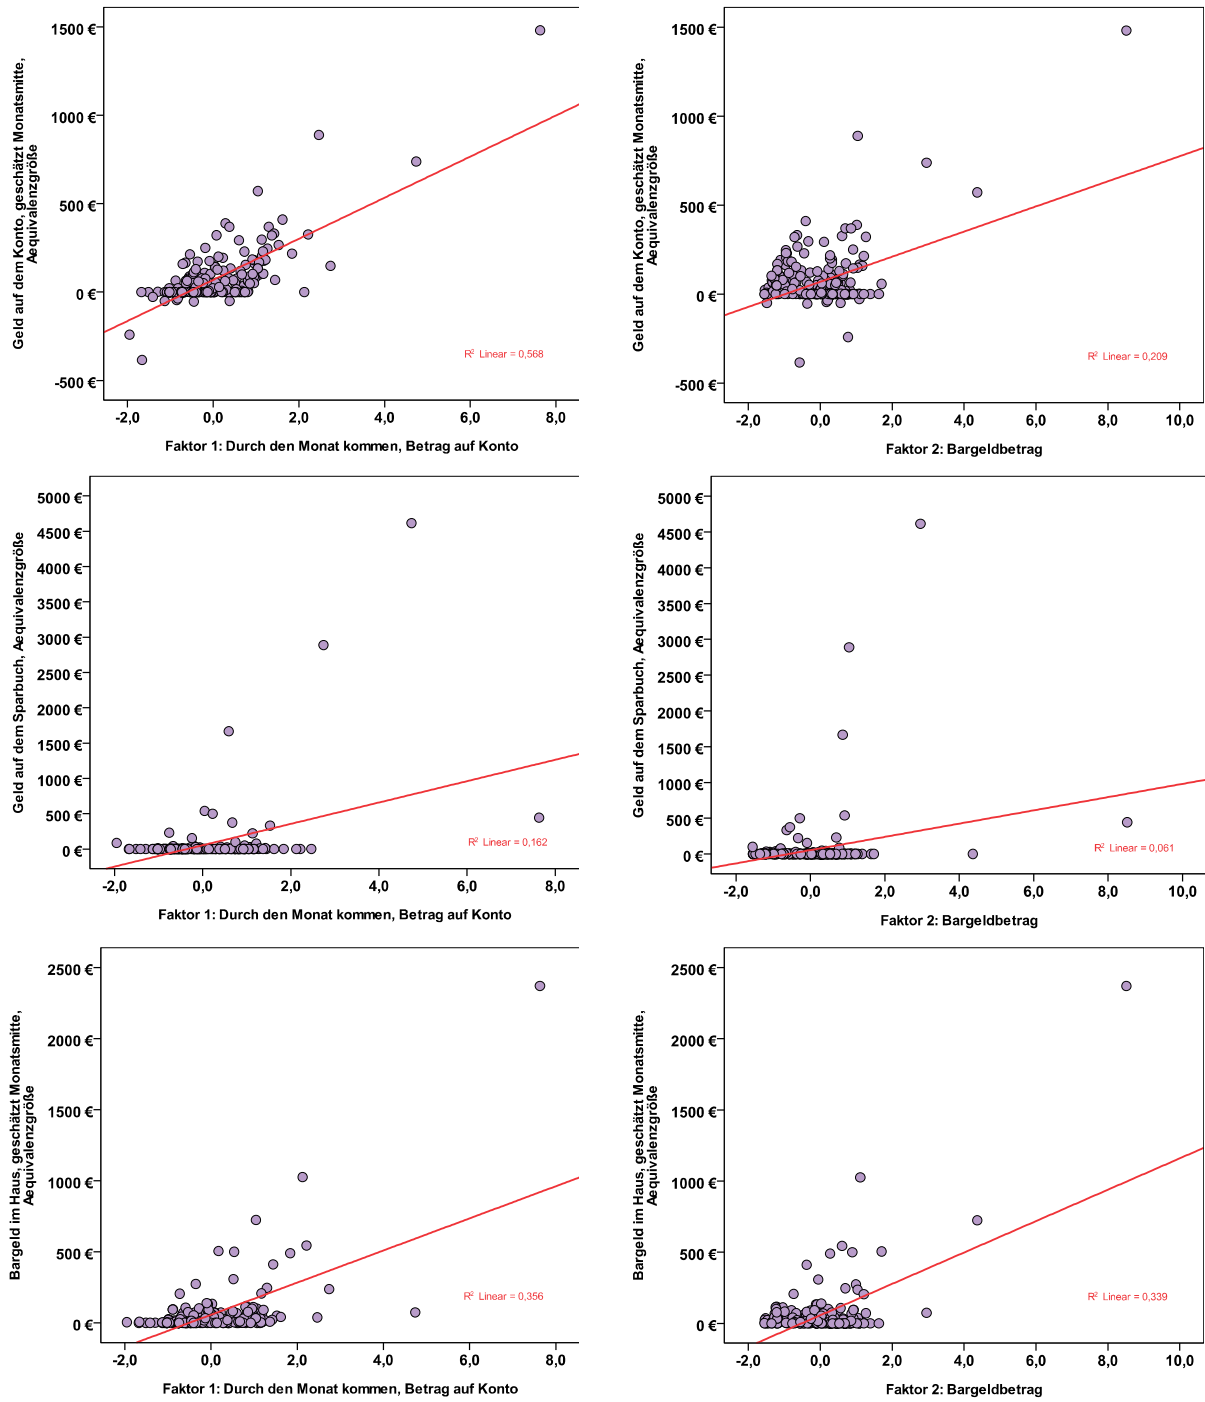 Geld auf dem Konto, geschätzt Monatsmitte,
Aequivalenzgröße
1500 €
1000 €
500 €
0 €
-500 €
R² Linear = 0,568
-2,0 0,0 2,0 4,0 6,0 8,0
Faktor 1: Durch den Monat kommen, Betrag auf Konto
Geld auf dem Konto, geschätzt Monatsmitte,
Aequivalenzgröße
1500 €
1000 €
500 €
0 €
-500 €
R² Linear = 0,209
-2,0 0,0 2,0 4,0 6,0 8,0 10,0
Faktor 2: Bargeldbetrag
Geld auf dem Sparbuch, Aequivalenzgröße
5000 €
4500 €
4000 €
3500 €
3000 €
2500 €
2000 €
1500 €
1000 €
500 €
0 €
R² Linear = 0,162
-2,0 0,0 2,0 4,0 6,0 8,0
Faktor 1: Durch den Monat kommen, Betrag auf Konto
Geld auf dem Sparbuch, Aequivalenzgröße
5000 €
4500 €
4000 €
3500 €
3000 €
2500 €
2000 €
1500 €
1000 €
500 €
0 €
R² Linear = 0,061
-2,0 0,0 2,0 4,0 6,0 8,0 10,0
Faktor 2: Bargeldbetrag
Bargeld im Haus, geschätzt Monatsmitte,
Aequivalenzgröße
2500 €
2000 €
1500 €
1000 €
500 €
0 €
R² Linear = 0,356
-2,0 0,0 2,0 4,0 6,0 8,0
Faktor 1: Durch den Monat kommen, Betrag auf Konto
Bargeld im Haus, geschätzt Monatsmitte,
Aequivalenzgröße
2500 €
2000 €
1500 €
1000 €
500 €
0 €
R² Linear = 0,339
-2,0 0,0 2,0 4,0 6,0 8,0 10,0
Faktor 2: Bargeldbetrag